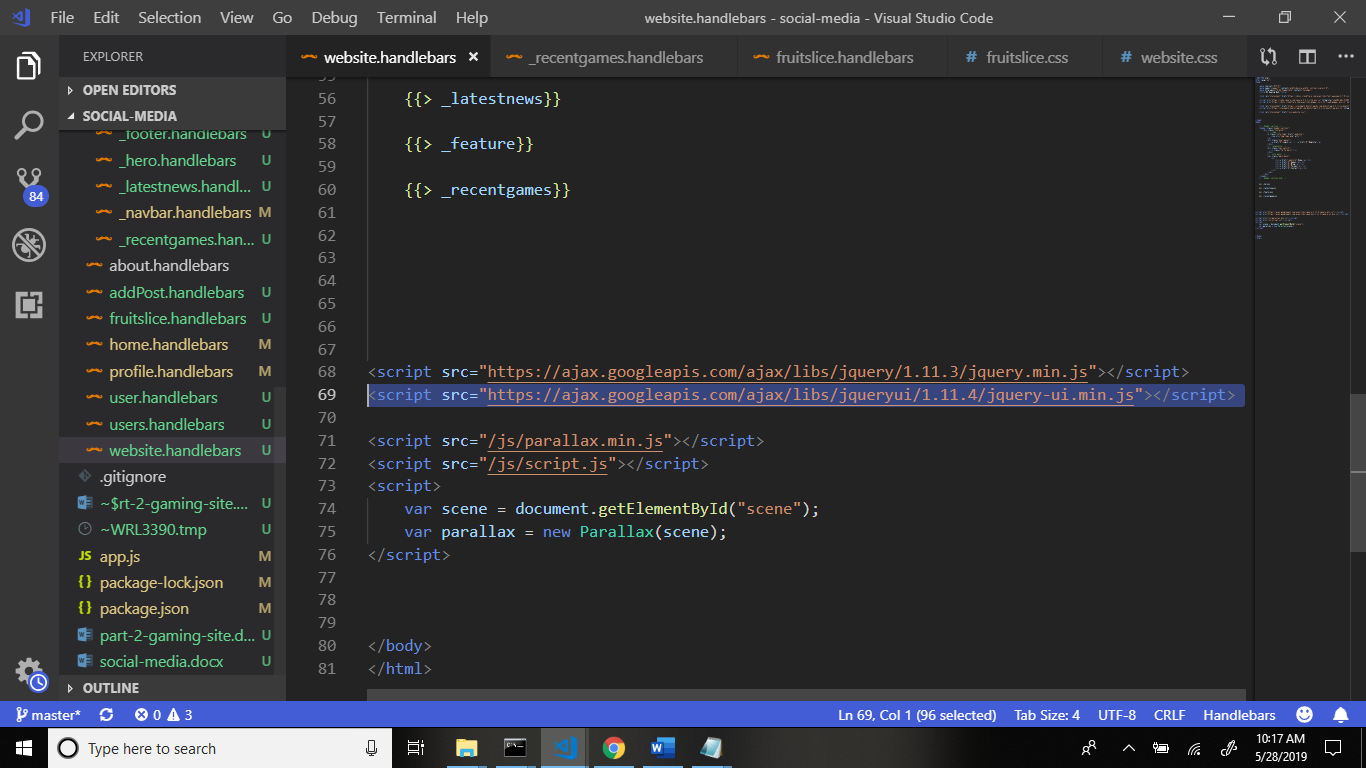 File Edit Selection View Go Debug Terminal Help
website.handlebars - social-media - Visual Studio Code
EXPLORER
OPEN EDITORS
SOCIAL-MEDIA
_footer.handlebars U
_hero.handlebars U
_latestnews.handl... U
_navbar.handlebars M
_recentgames.han... U
about.handlebars
addPost.handlebars U
fruitslice.handlebars U
home.handlebars M
profile.handlebars M
user.handlebars U
users.handlebars U
website.handlebars U
.gitignore
~$rt-2-gaming-site.... U
~WRL3390.tmp U
JS app.js M
{} package-lock.json M
{} package.json M
part-2-gaming-site.d... U
social-media.docx U
OUTLINE
84
website.handlebars × _recentgames.handlebars fruitslice.handlebars # fruitslice.css # website.css
55
56 {{> _latestnews}}
57
58 {{> _feature}}
59
60 {{> _recentgames}}
61
62
63
64
65
66
67
68 <script src="https://ajax.googleapis.com/ajax/libs/jquery/1.11.3/jquery.min.js"></script>
69 <script src="https://ajax.googleapis.com/ajax/libs/jqueryui/1.11.4/jquery-ui.min.js"></script>
70
71 <script src="/js/parallax.min.js"></script>
72 <script src="/js/script.js"></script>
73 <script>
74 var scene = document.getElementById("scene");
75 var parallax = new Parallax(scene);
76 </script>
77
78
79
80 </body>
81 </html>
master* 0 3 Ln 69, Col 1 (96 selected) Tab Size: 4 UTF-8 CRLF Handlebars
Type here to search
10:17 AM
5/28/2019